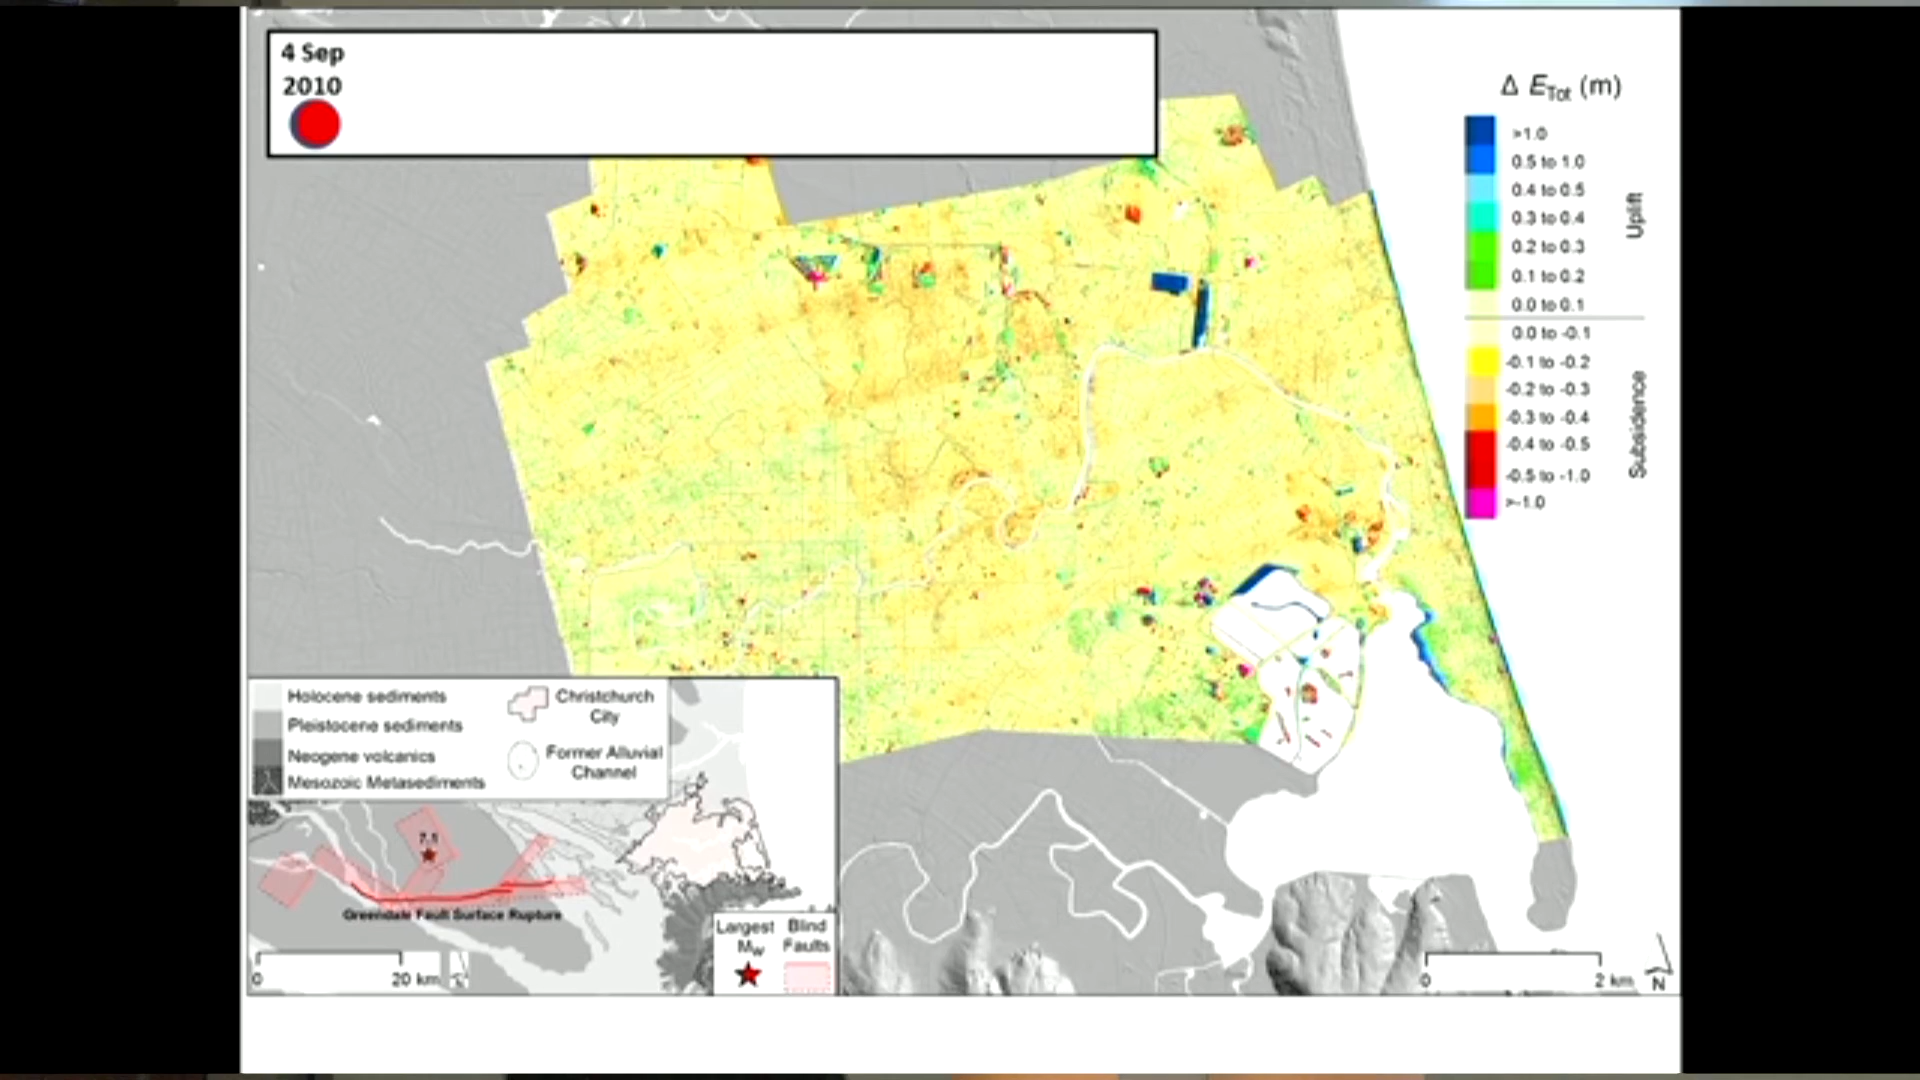 4 Sep
2010
Δ E_Tot (m)
>1.0
0.5 to 1.0
0.4 to 0.5
0.3 to 0.4
0.2 to 0.3
0.1 to 0.2
0.0 to 0.1
Uplift
0.0 to -0.1
-0.1 to -0.2
-0.2 to -0.3
-0.3 to -0.4
-0.4 to -0.5
-0.5 to -1.0
>-1.0
Subsidence
Holocene sediments
Pleistocene sediments
Neogene volcanics
Mesozoic Metasediments
Christchurch
City
Former Alluvial
Channel
7.1
Greendale Fault Surface Rupture
0 20 km
Largest
Mw
Blind
Faults
0 2 km
N